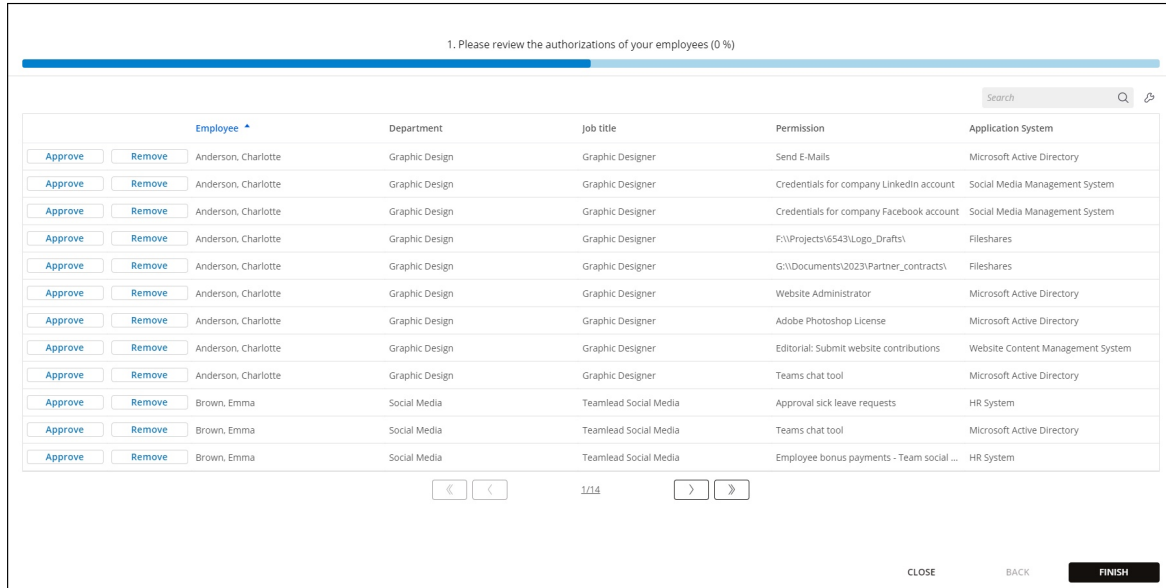 1. Please review the authorizations of your employees (0 %)
Search
Employee Department Job title Permission Application System
Approve Remove Anderson, Charlotte Graphic Design Graphic Designer Send E-Mails Microsoft Active Directory
Approve Remove Anderson, Charlotte Graphic Design Graphic Designer Credentials for company LinkedIn account Social Media Management System
Approve Remove Anderson, Charlotte Graphic Design Graphic Designer Credentials for company Facebook account Social Media Management System
Approve Remove Anderson, Charlotte Graphic Design Graphic Designer F:\\Projects\6543\Logo_Drafts\ Fileshares
Approve Remove Anderson, Charlotte Graphic Design Graphic Designer G:\\Documents\2023\Partner_contracts\ Fileshares
Approve Remove Anderson, Charlotte Graphic Design Graphic Designer Website Administrator Microsoft Active Directory
Approve Remove Anderson, Charlotte Graphic Design Graphic Designer Adobe Photoshop License Microsoft Active Directory
Approve Remove Anderson, Charlotte Graphic Design Graphic Designer Editorial: Submit website contributions Website Content Management System
Approve Remove Anderson, Charlotte Graphic Design Graphic Designer Teams chat tool Microsoft Active Directory
Approve Remove Brown, Emma Social Media Teamlead Social Media Approval sick leave requests HR System
Approve Remove Brown, Emma Social Media Teamlead Social Media Teams chat tool Microsoft Active Directory
Approve Remove Brown, Emma Social Media Teamlead Social Media Employee bonus payments - Team social ... HR System
1/14
CLOSE BACK FINISH